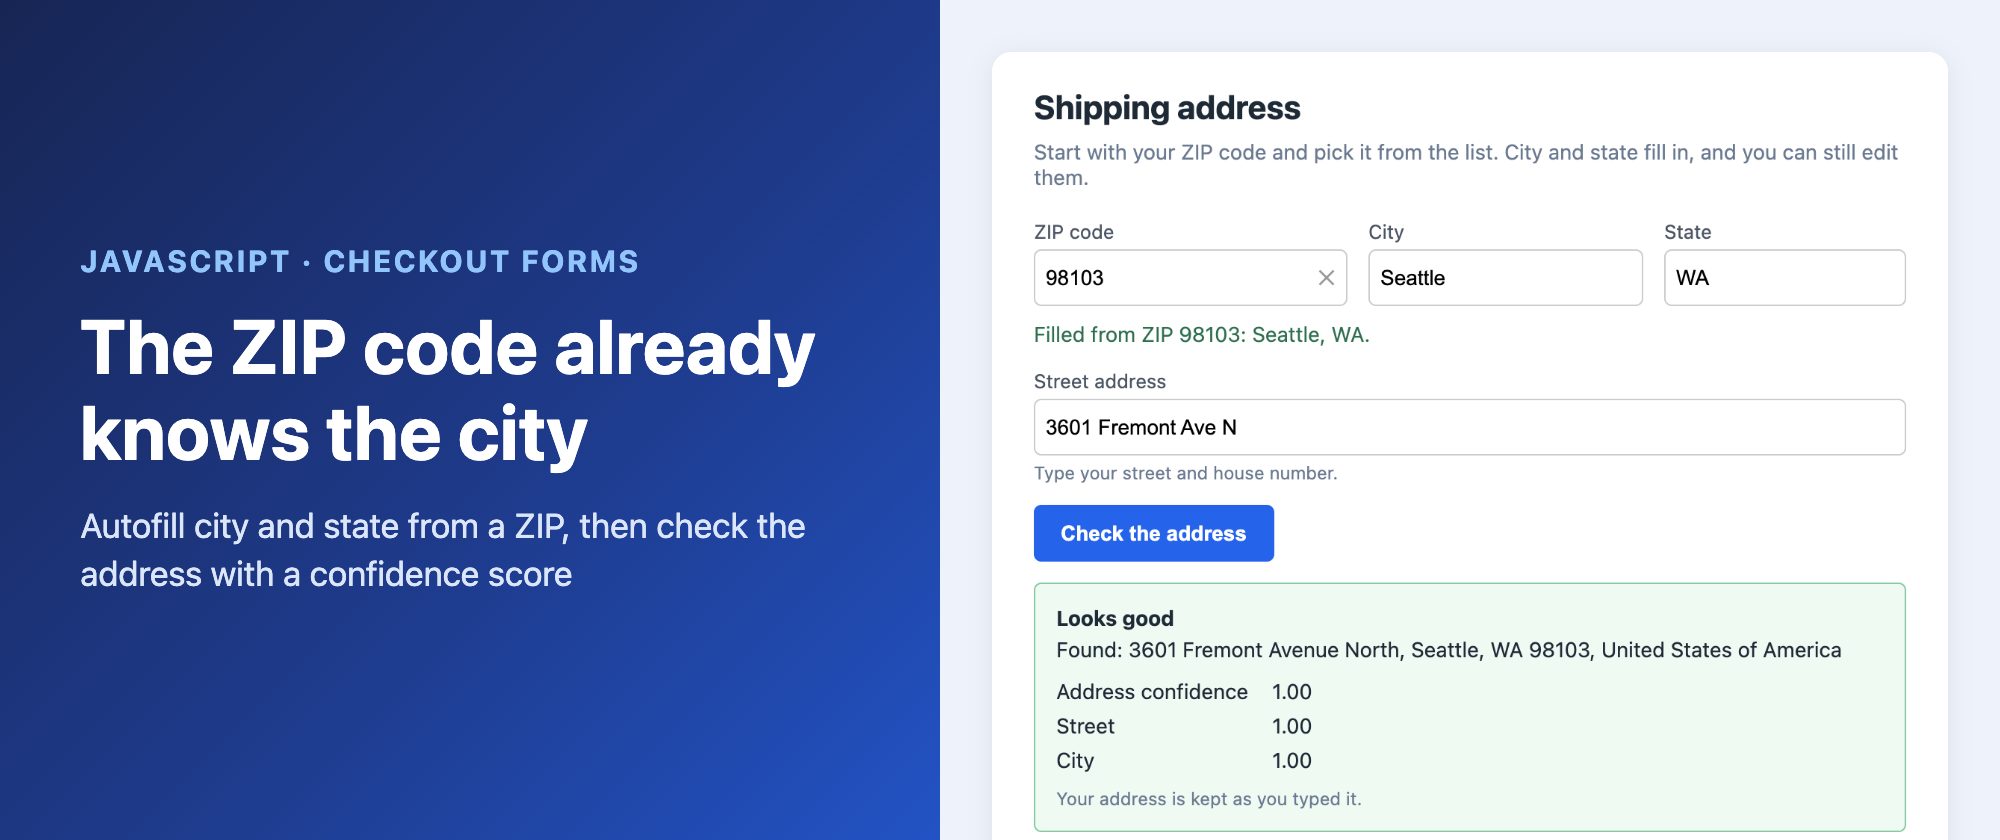 JAVASCRIPT · CHECKOUT FORMS
The ZIP code already
knows the city
Autofill city and state from a ZIP, then check the
address with a confidence score
Shipping address
Start with your ZIP code and pick it from the list. City and state fill in, and you can still edit
them.
ZIP code
City
State
98103
Seattle
WA
Filled from ZIP 98103: Seattle, WA.
Street address
3601 Fremont Ave N
Type your street and house number.
Check the address
Looks good
Found: 3601 Fremont Avenue North, Seattle, WA 98103, United States of America
Address confidence 1.00
Street 1.00
City 1.00
Your address is kept as you typed it.